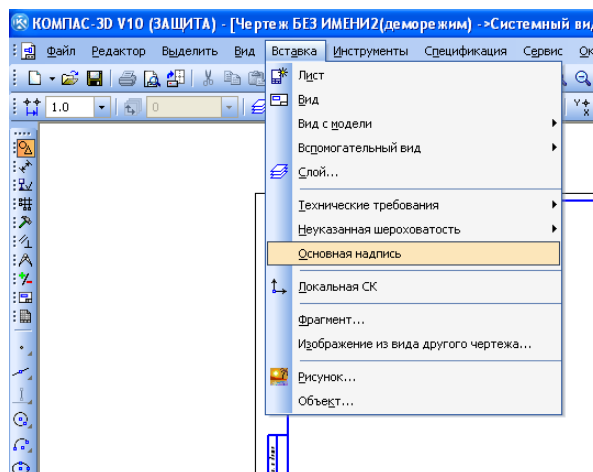 КОМПАС-3D V10 (ЗАЩИТА) - [Чертеж БЕЗ ИМЕНИ2(деморежим) ->Системный вид
Файл Редактор Выделить Вид Вставка Инструменты Спецификация Сервис
1.0 0
Лист
Вид
Вид с модели
Вспомогательный вид
Слой...
Технические требования
Неуказанная шероховатость
Основная надпись
Локальная СК
Фрагмент...
Изображение из вида другого чертежа...
Рисунок...
Объект...